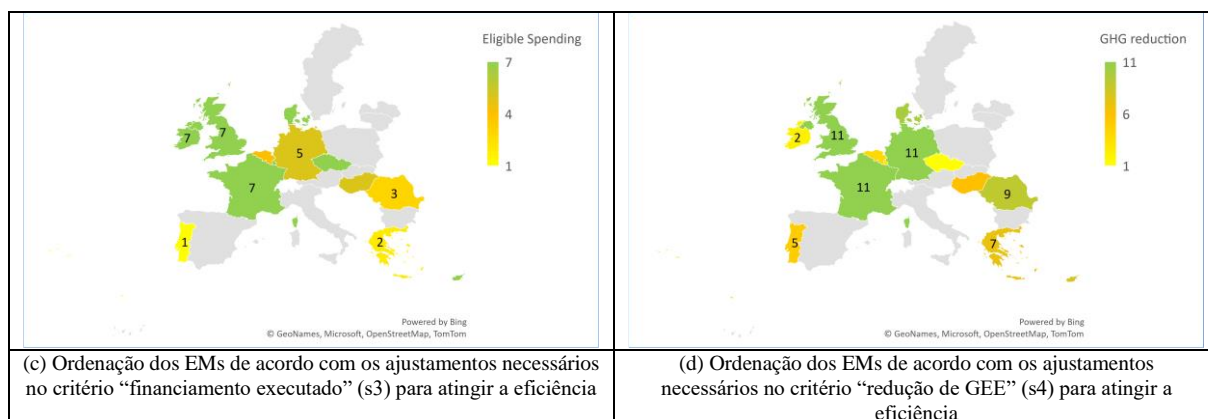 Eligible Spending
7
4
1
7
7
5
7
3
1
2
Powered by Bing
© GeoNames, Microsoft, OpenStreetMap, TomTom
(c) Ordenação dos EMs de acordo com os ajustamentos necessários
no critério “financiamento executado” (s3) para atingir a eficiência
GHG reduction
11
6
1
2
11
11
11
9
5
7
Powered by Bing
© GeoNames, Microsoft, OpenStreetMap, TomTom
(d) Ordenação dos EMs de acordo com os ajustamentos
necessários no critério “redução de GEE” (s4) para atingir a
eficiência